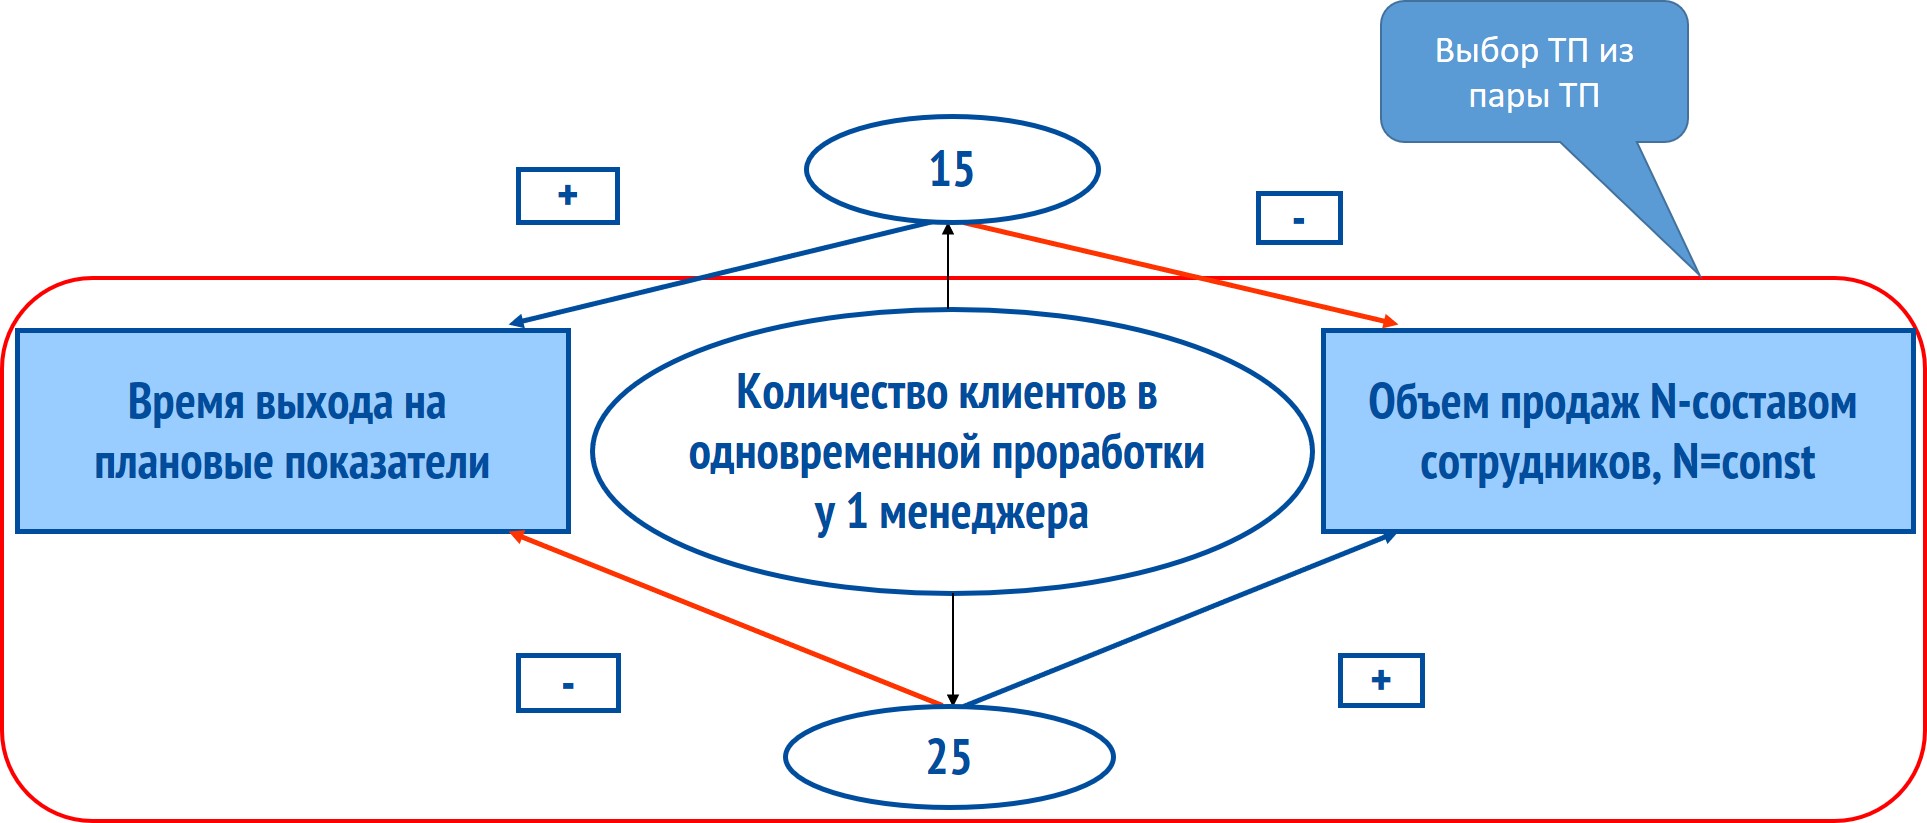 Выбор ТП из
пары ТП
15
+
-
Время выхода на
плановые показатели
Количество клиентов в
одновременной проработки
у 1 менеджера
Объем продаж N-составом
сотрудников, N=const
-
+
25